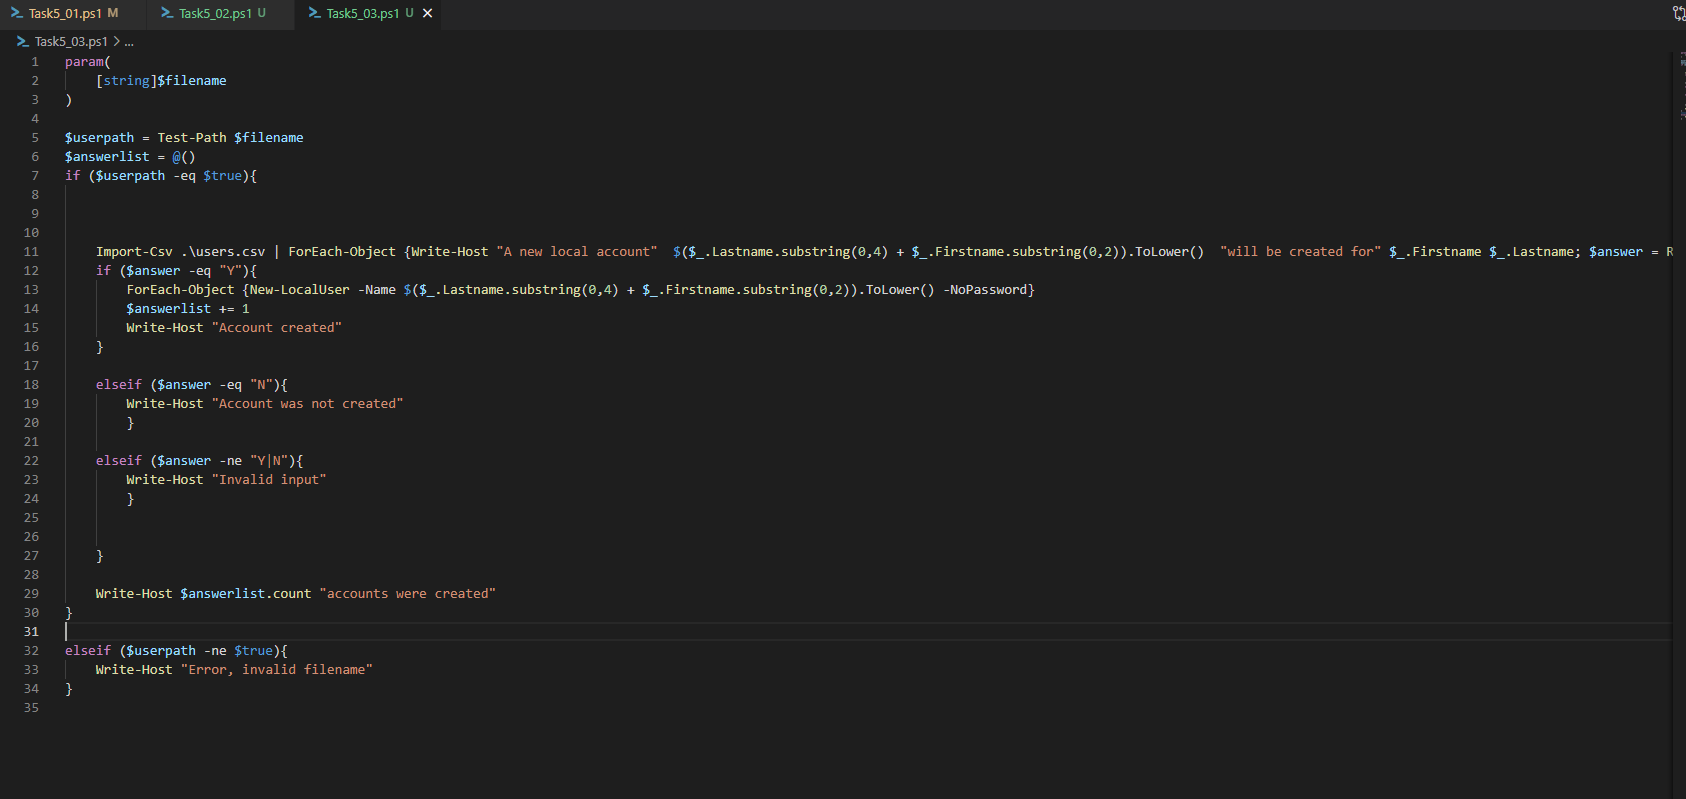 Task5_01.ps1 M Task5_02.ps1 U Task5_03.ps1 U
Task5_03.ps1 > ...
1 param(
2     [string]$filename
3 )
4
5 $userpath = Test-Path $filename
6 $answerlist = @()
7 if ($userpath -eq $true){
8
9
10
11     Import-Csv .\users.csv | ForEach-Object {Write-Host "A new local account"  $($_.Lastname.substring(0,4) + $_.Firstname.substring(0,2)).ToLower()  "will be created for" $_.Firstname $_.Lastname; $answer = R
12     if ($answer -eq "Y"){
13         ForEach-Object {New-LocalUser -Name $($_.Lastname.substring(0,4) + $_.Firstname.substring(0,2)).ToLower() -NoPassword}
14         $answerlist += 1
15         Write-Host "Account created"
16     }
17
18     elseif ($answer -eq "N"){
19         Write-Host "Account was not created"
20         }
21
22     elseif ($answer -ne "Y|N"){
23         Write-Host "Invalid input"
24         }
25
26
27     }
28
29     Write-Host $answerlist.count "accounts were created"
30 }
31
32 elseif ($userpath -ne $true){
33     Write-Host "Error, invalid filename"
34 }
35